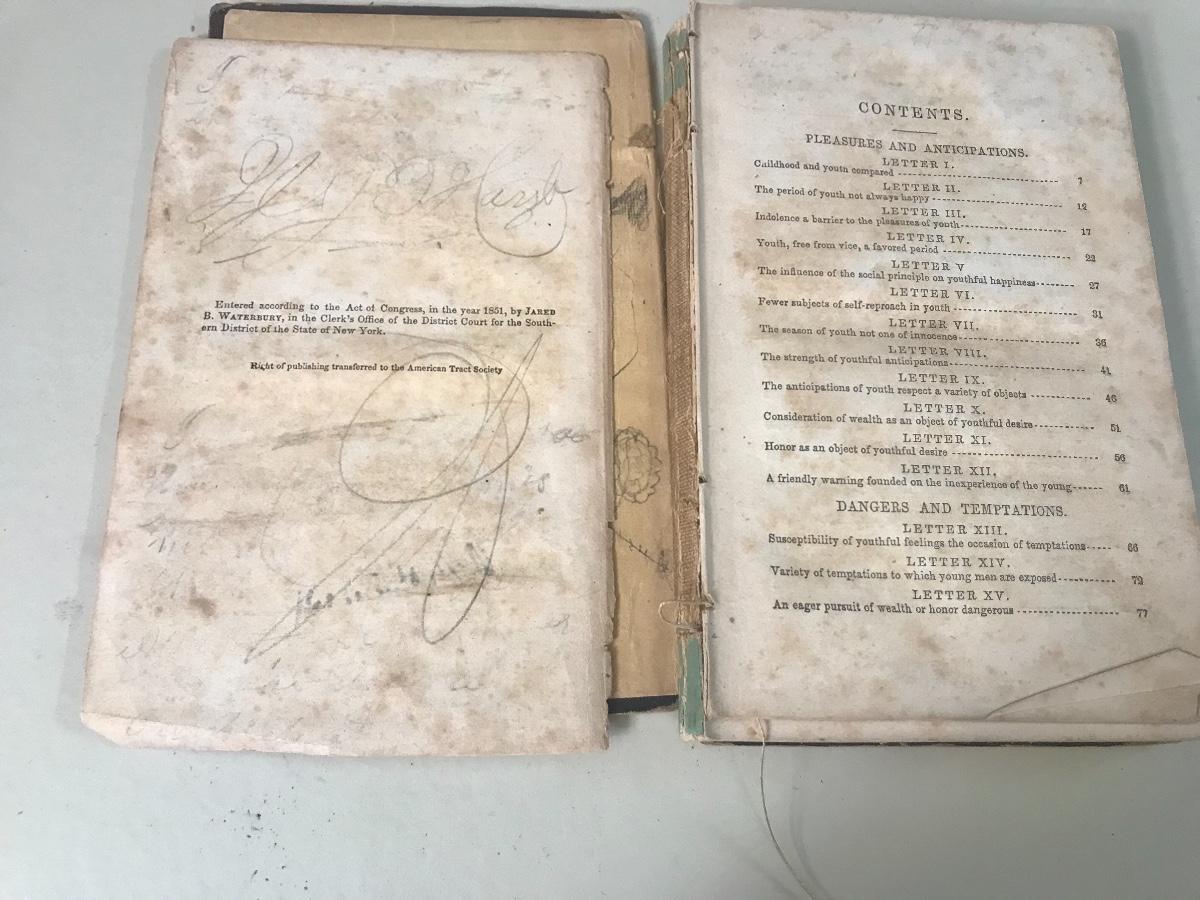 Entered according to the Act of Congress, in the year 1851, by JARED
B. WATERBURY, in the Clerk's Office of the District Court for the South-
ern District of the State of New York.
Right of publishing transferred to the American Tract Society
CONTENTS.
PLEASURES AND ANTICIPATIONS.
LETTER I.
Childhood and youth compared 7
LETTER II.
The period of youth not always happy 12
LETTER III.
Indolence a barrier to the pleasures of youth 17
LETTER IV.
Youth, free from vice, a favored period 22
LETTER V
The influence of the social principle on youthful happiness 27
LETTER VI.
Fewer subjects of self-reproach in youth 31
LETTER VII.
The season of youth not one of innocence 36
LETTER VIII.
The strength of youthful anticipations 41
LETTER IX.
The anticipations of youth respect a variety of objects 46
LETTER X.
Consideration of wealth as an object of youthful desire 51
LETTER XI.
Honor as an object of youthful desire 56
LETTER XII.
A friendly warning founded on the inexperience of the young 61
DANGERS AND TEMPTATIONS.
LETTER XIII.
Susceptibility of youthful feelings the occasion of temptations 66
LETTER XIV.
Variety of temptations to which young men are exposed 72
LETTER XV.
An eager pursuit of wealth or honor dangerous 77